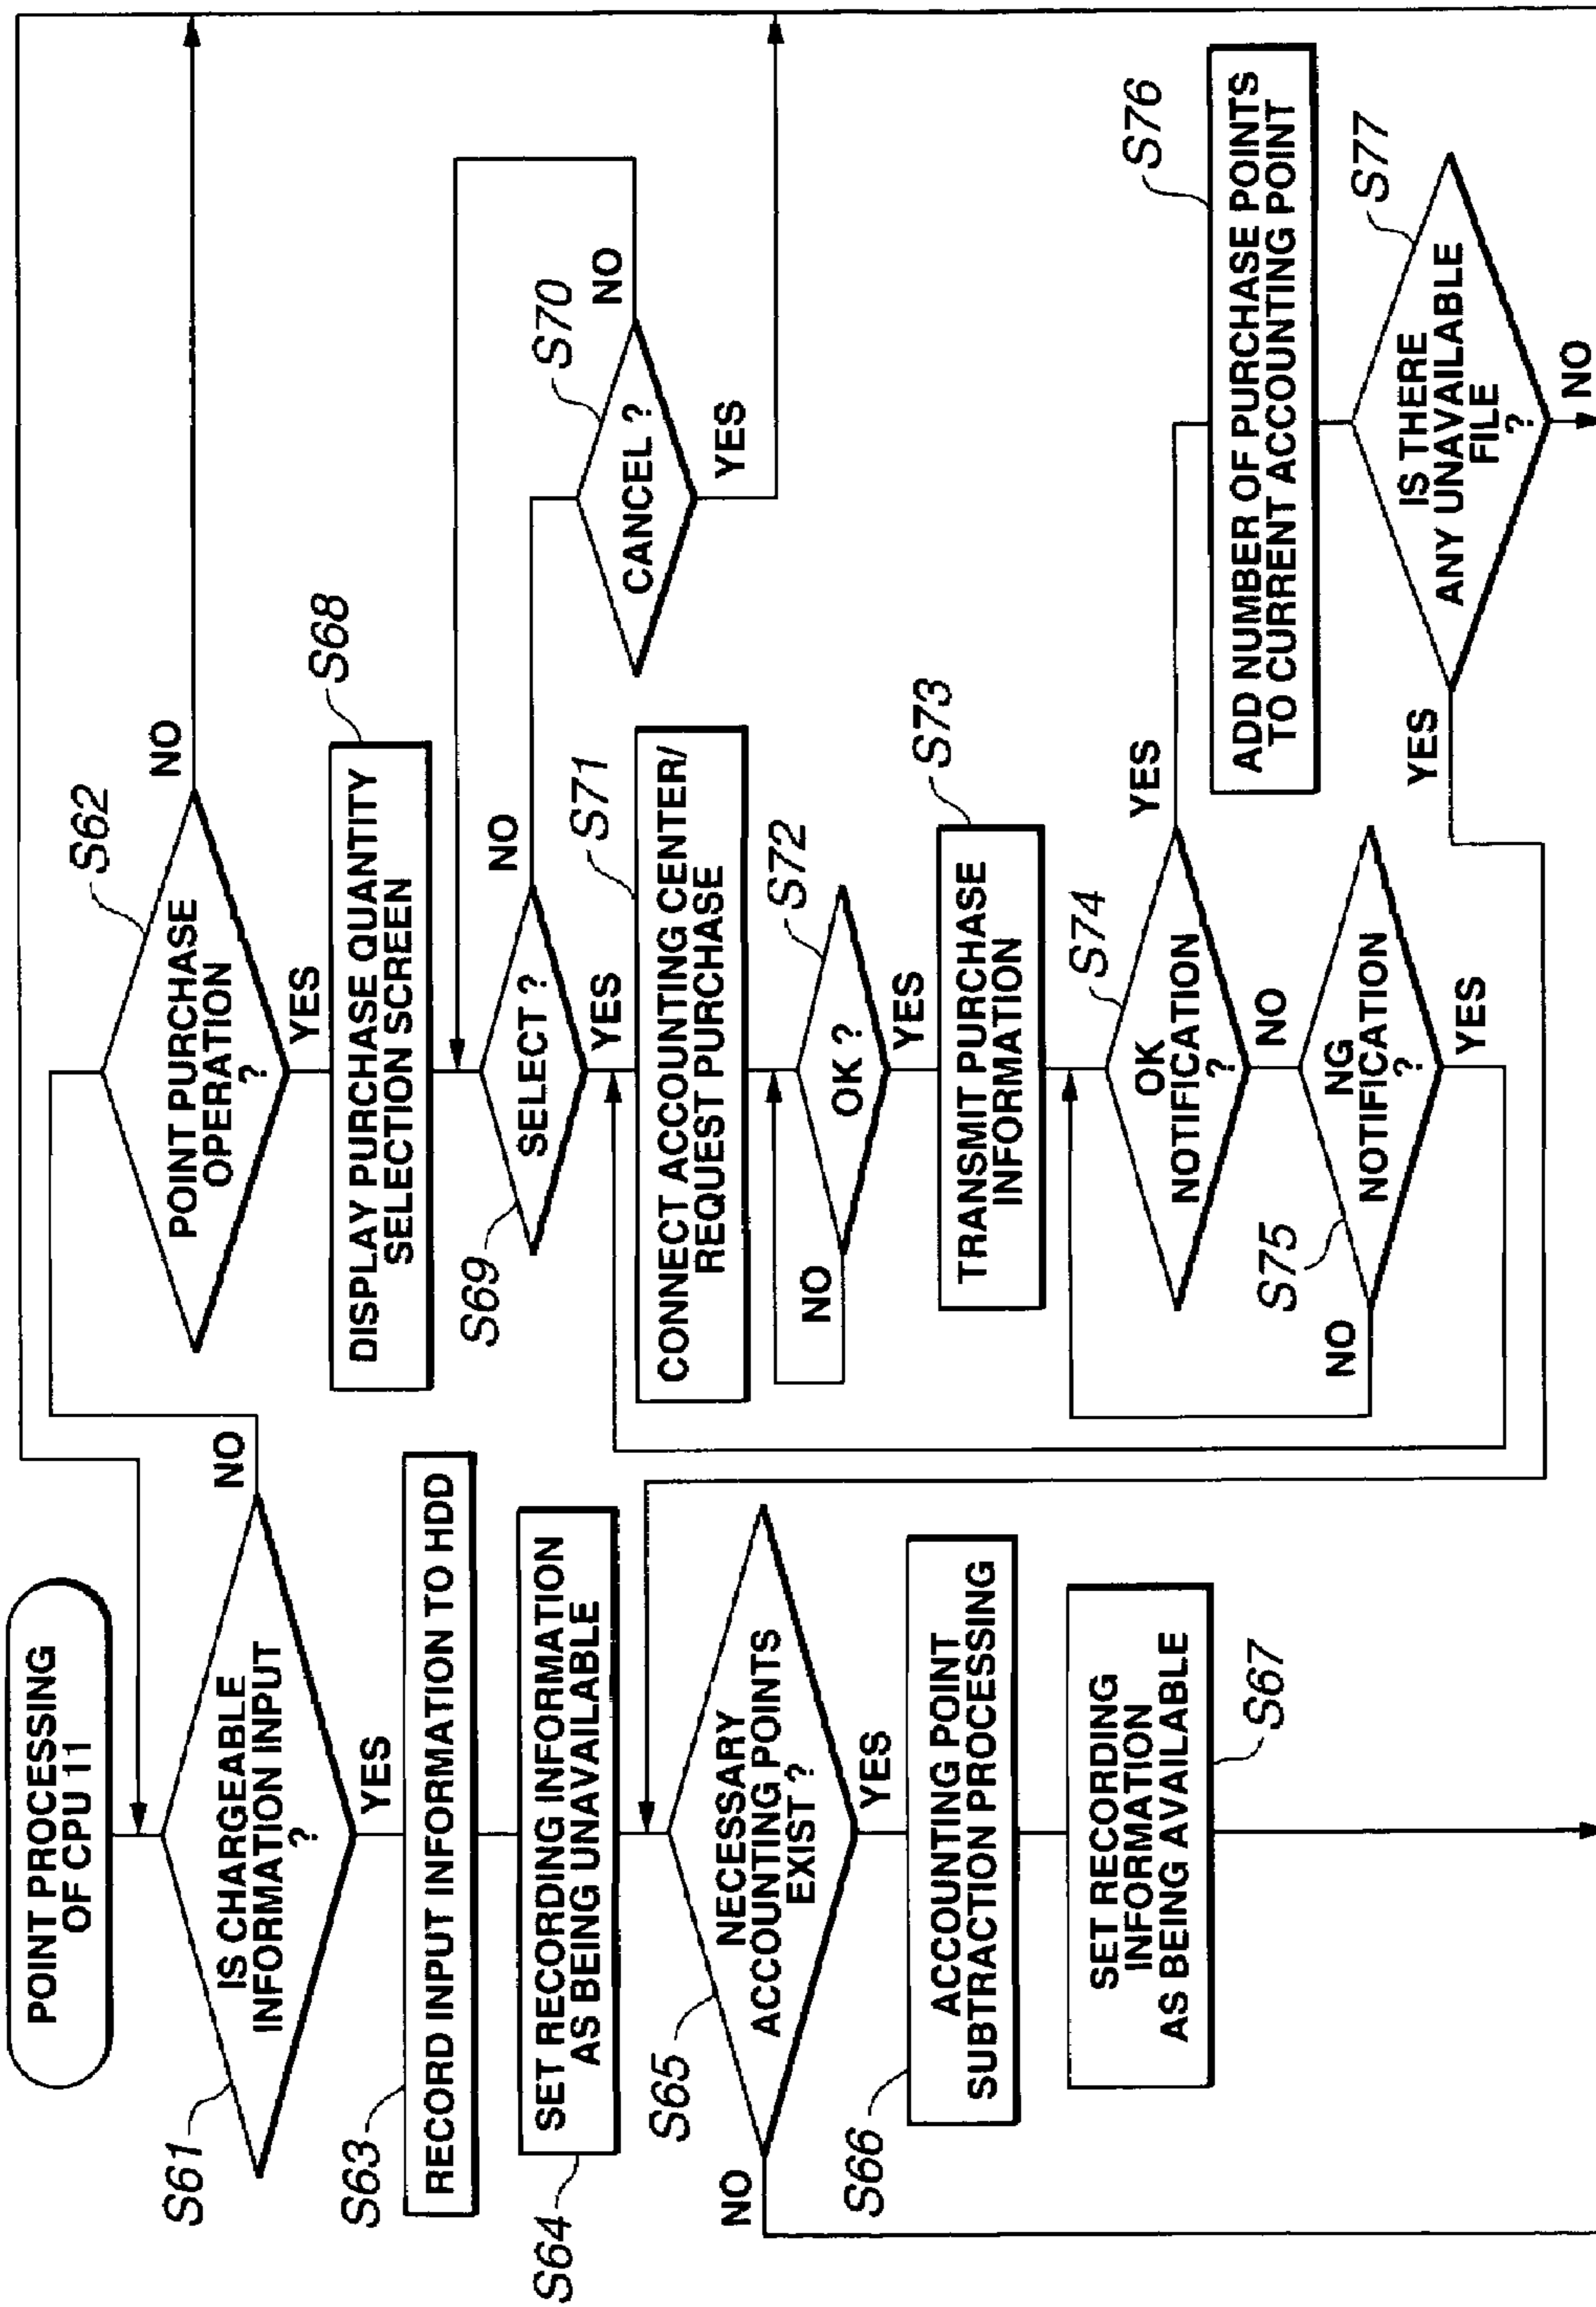 POINT PROCESSING
OF CPU 11
S61
IS CHARGEABLE
INFORMATION INPUT
?
NO
YES
S63
RECORD INPUT INFORMATION TO HDD
S64
SET RECORDING INFORMATION
AS BEING UNAVAILABLE
S65
NECESSARY
ACCOUNTING POINTS
EXIST ?
NO
YES
S66
ACCOUNTING POINT
SUBTRACTION PROCESSING
SET RECORDING
INFORMATION
AS BEING AVAILABLE
S67
S62
POINT PURCHASE
OPERATION
?
NO
YES
S68
DISPLAY PURCHASE QUANTITY
SELECTION SCREEN
S69
SELECT ?
NO
YES
S70
CANCEL ?
NO
YES
S71
CONNECT ACCOUNTING CENTER/
REQUEST PURCHASE
S72
OK ?
NO
YES
S73
TRANSMIT PURCHASE
INFORMATION
S74
OK
NOTIFICATION
?
YES
NO
S75
NG
NOTIFICATION
?
NO
YES
S76
ADD NUMBER OF PURCHASE POINTS
TO CURRENT ACCOUNTING POINT
S77
IS THERE
ANY UNAVAILABLE
FILE
?
YES
NO